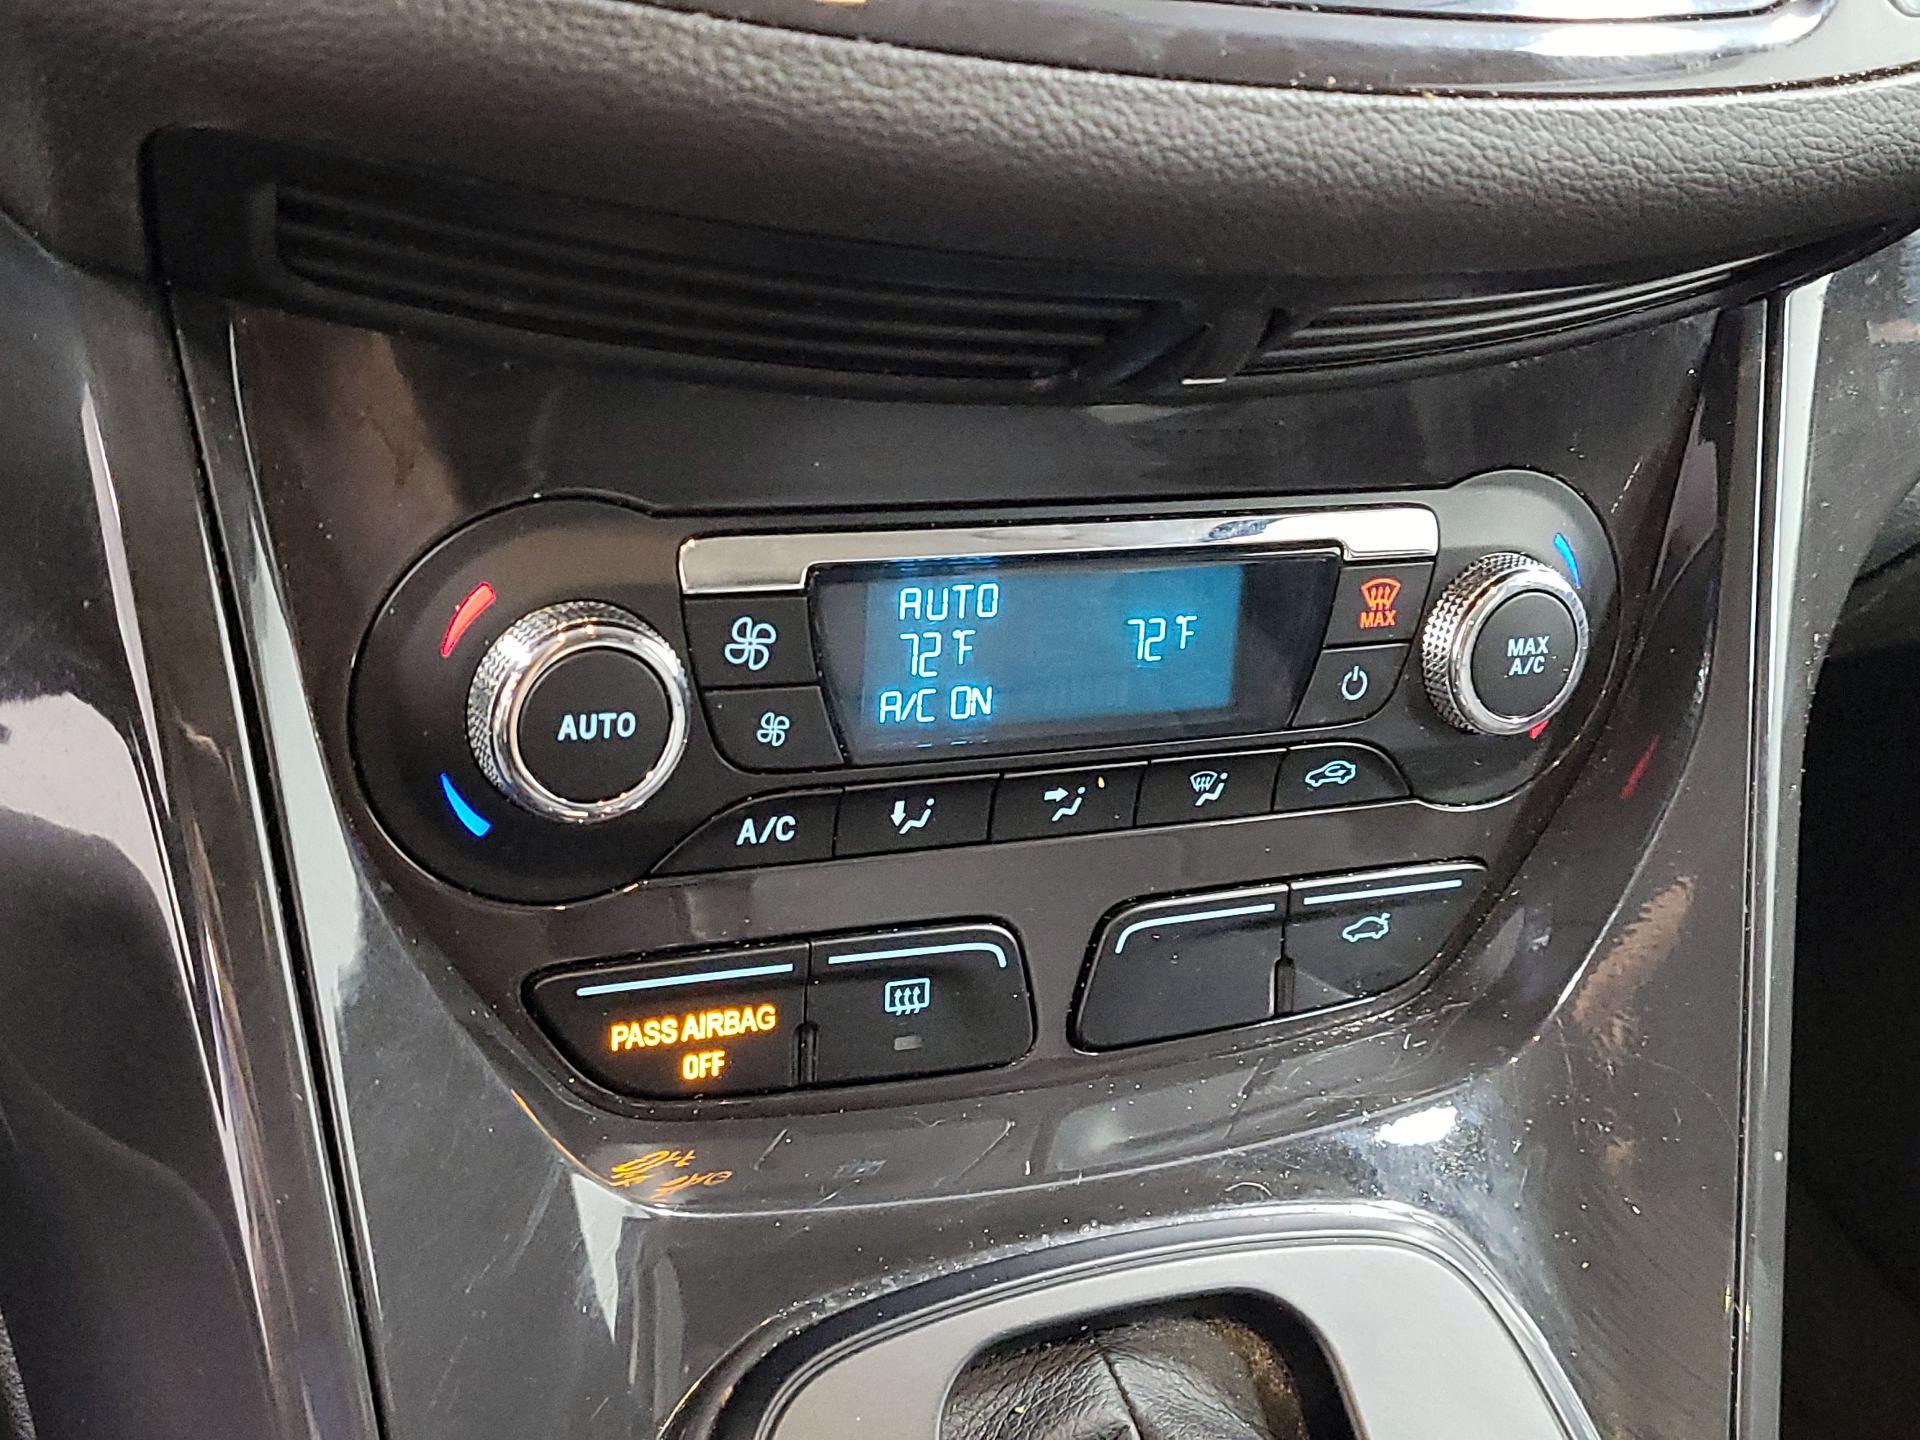 AUTO
72°F 72°F
A/C ON
MAX
MAX
A/C
AUTO
A/C
PASS AIRBAG
OFF